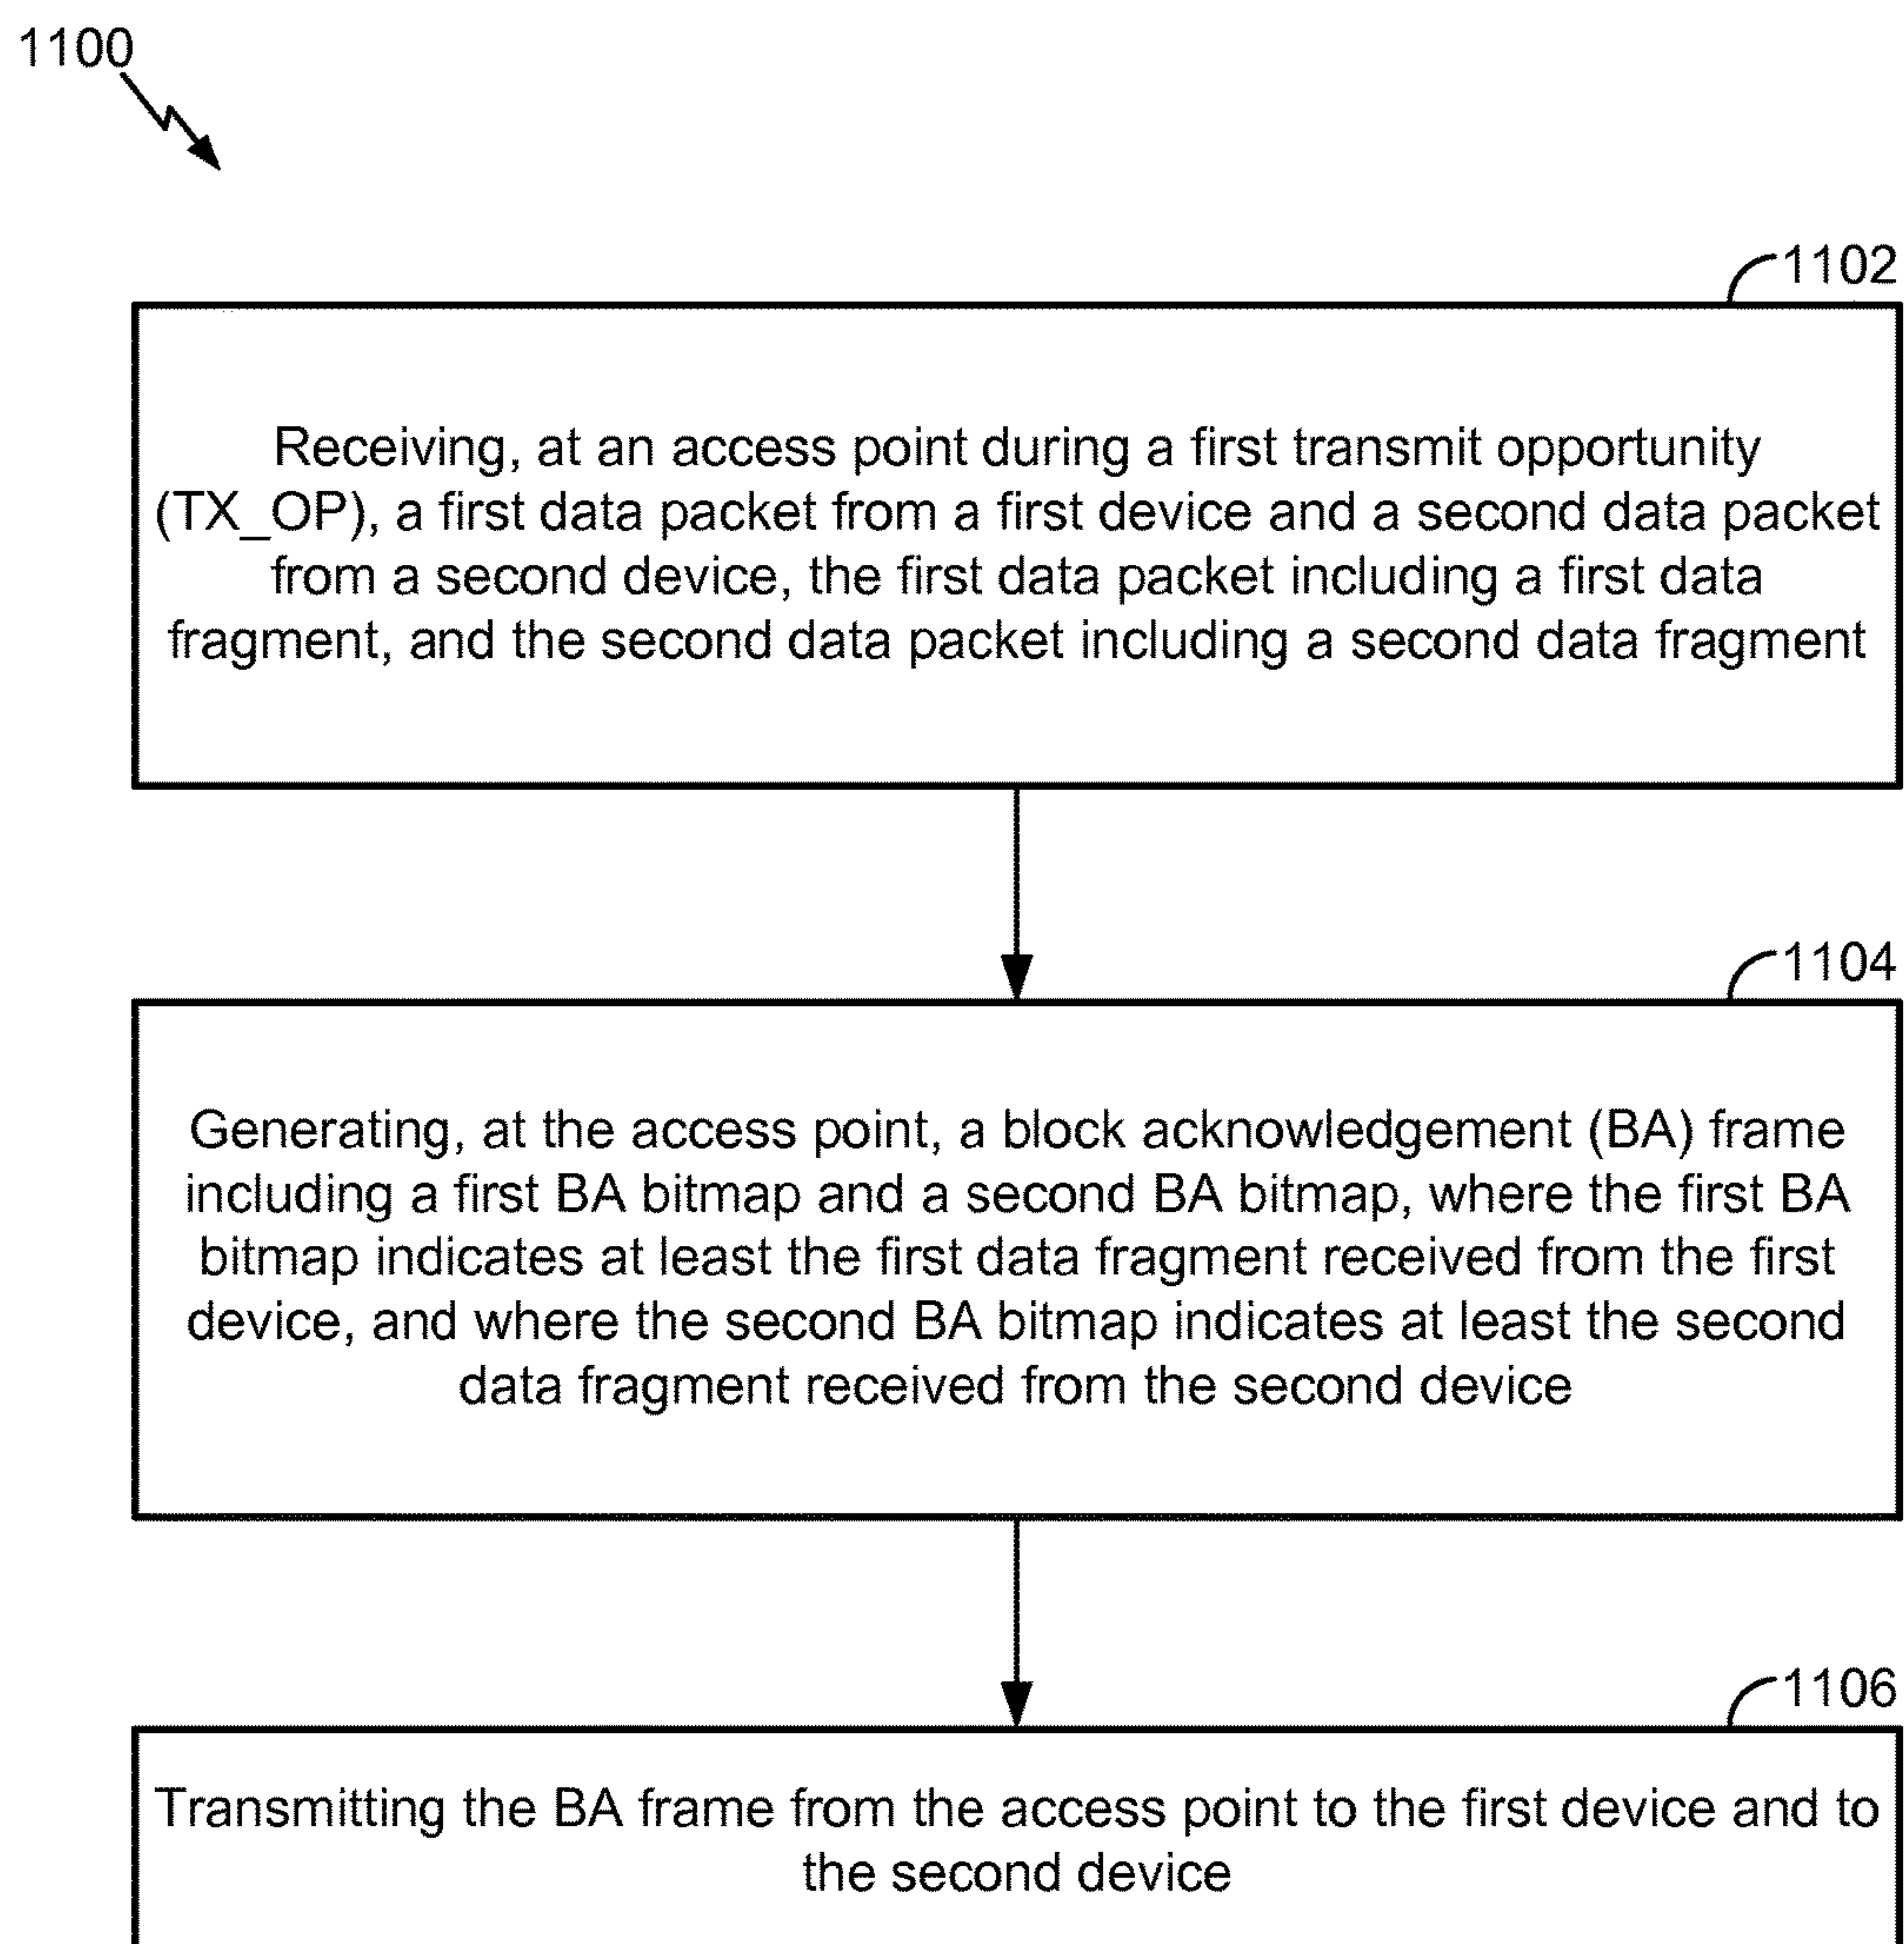 1100
1102
Receiving, at an access point during a first transmit opportunity
(TX_OP), a first data packet from a first device and a second data packet
from a second device, the first data packet including a first data
fragment, and the second data packet including a second data fragment
1104
Generating, at the access point, a block acknowledgement (BA) frame
including a first BA bitmap and a second BA bitmap, where the first BA
bitmap indicates at least the first data fragment received from the first
device, and where the second BA bitmap indicates at least the second
data fragment received from the second device
1106
Transmitting the BA frame from the access point to the first device and to
the second device